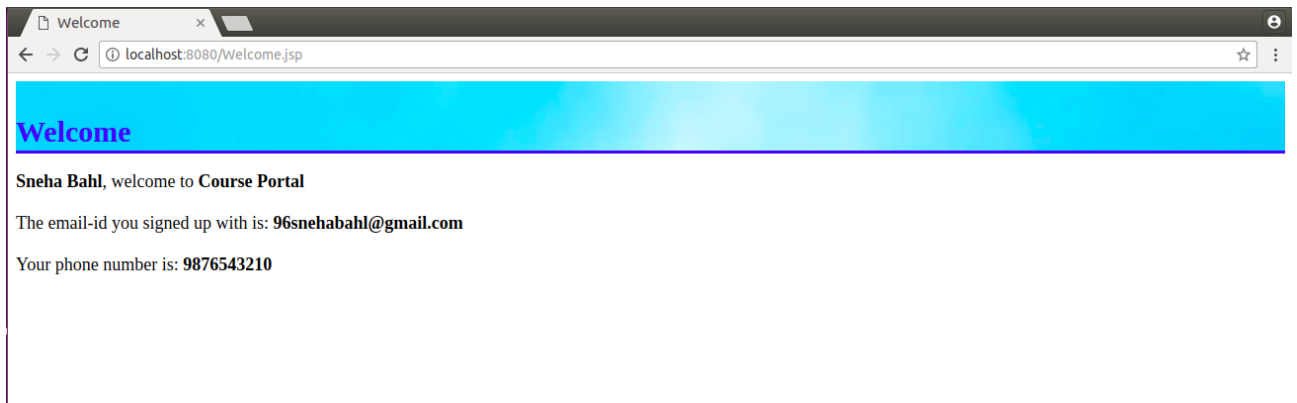 Welcome
localhost:8080/Welcome.jsp
Welcome
Sneha Bahl, welcome to Course Portal
The email-id you signed up with is: 96snehabahl@gmail.com
Your phone number is: 9876543210